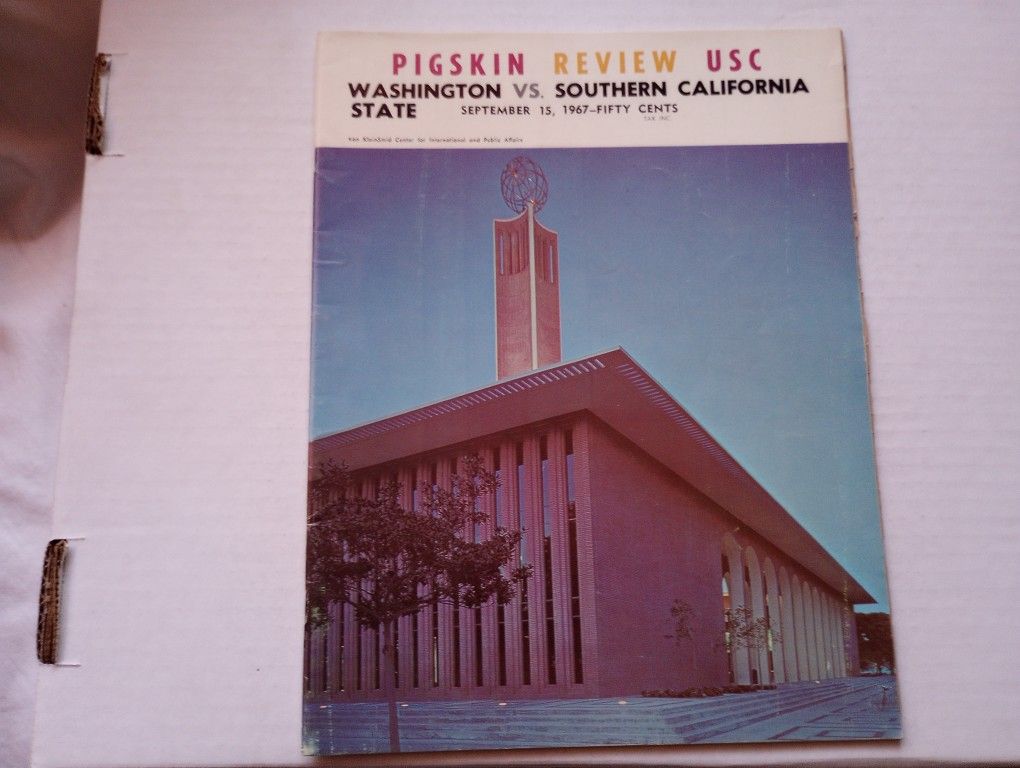 PIGSKIN REVIEW USC
WASHINGTON VS. SOUTHERN CALIFORNIA
STATE SEPTEMBER 15, 1967–FIFTY CENTS
TAX INC.
Von KleinSmid Center for International and Public Affairs